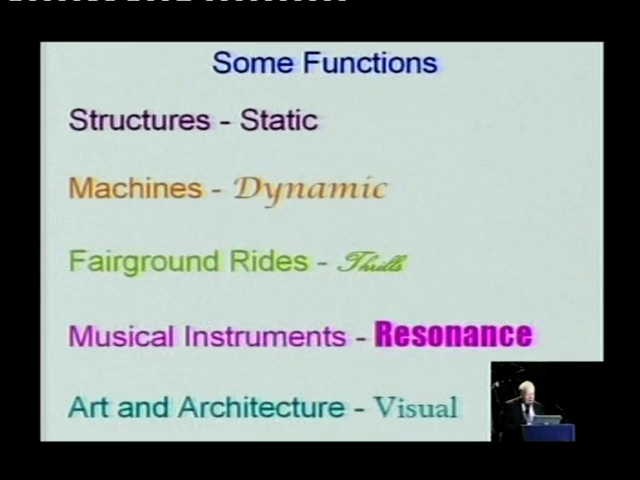 Some Functions
Structures - Static
Machines - Dynamic
Fairground Rides - Thrills
Musical Instruments - Resonance
Art and Architecture - Visual